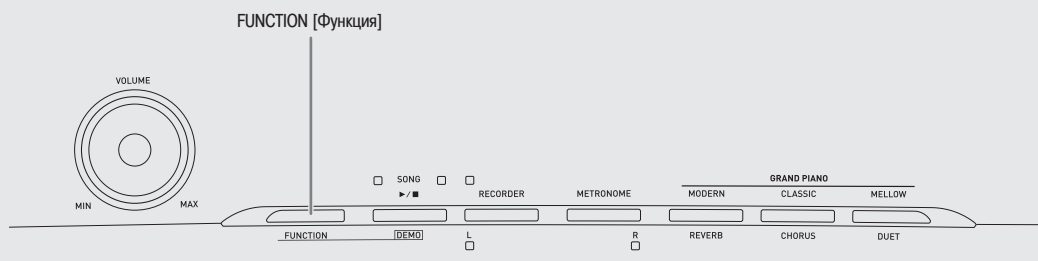 FUNCTION [Функция]
VOLUME
MIN
MAX
SONG
►/■
RECORDER
METRONOME
GRAND PIANO
MODERN
CLASSIC
MELLOW
FUNCTION
DEMO
L
R
REVERB
CHORUS
DUET